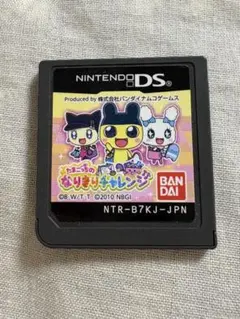 NINTENDO DS
Produced by 株式会社バンダイナムコゲームス
たまごっちの
なりきりチャレンジ
©B.W/T.T ©2010 NBGI
BAN
DAI
NTR-B7KJ-JPN